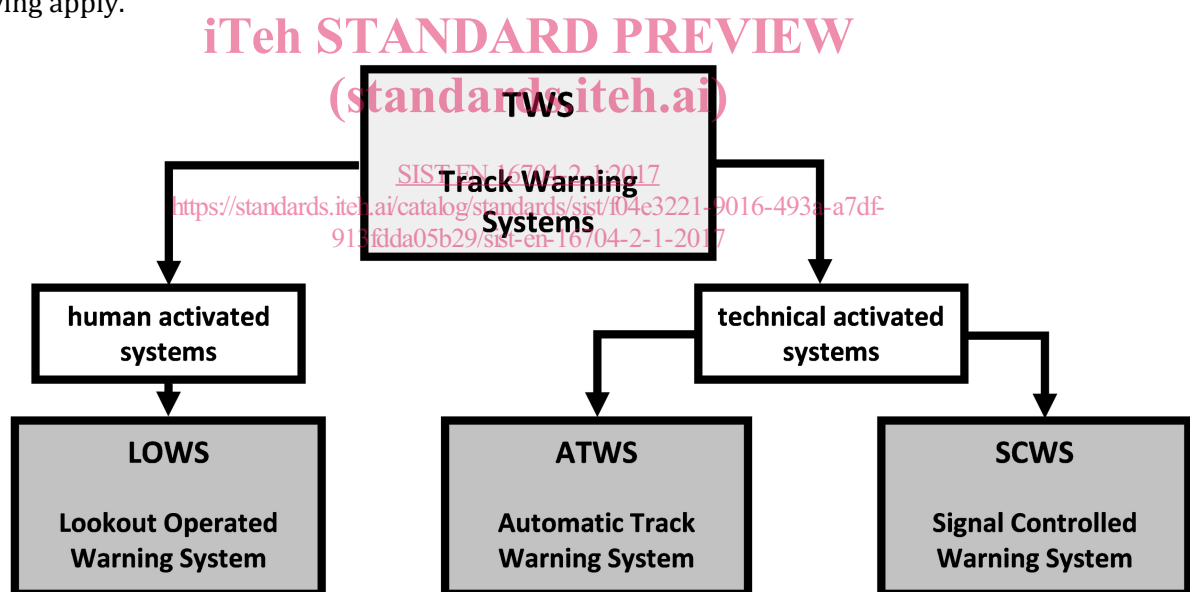 ving apply.
iTeh STANDARD PREVIEW
(standards.iteh.ai)
TWS
SIST EN 16704-2-1:2017
Track Warning
https://standards.iteh.ai/catalog/standards/sist/f04e3221-9016-493a-a7df-
Systems
913fdda05b29/sist-en-16704-2-1-2017
human activated
systems
technical activated
systems
LOWS
Lookout Operated
Warning System
ATWS
Automatic Track
Warning System
SCWS
Signal Controlled
Warning System